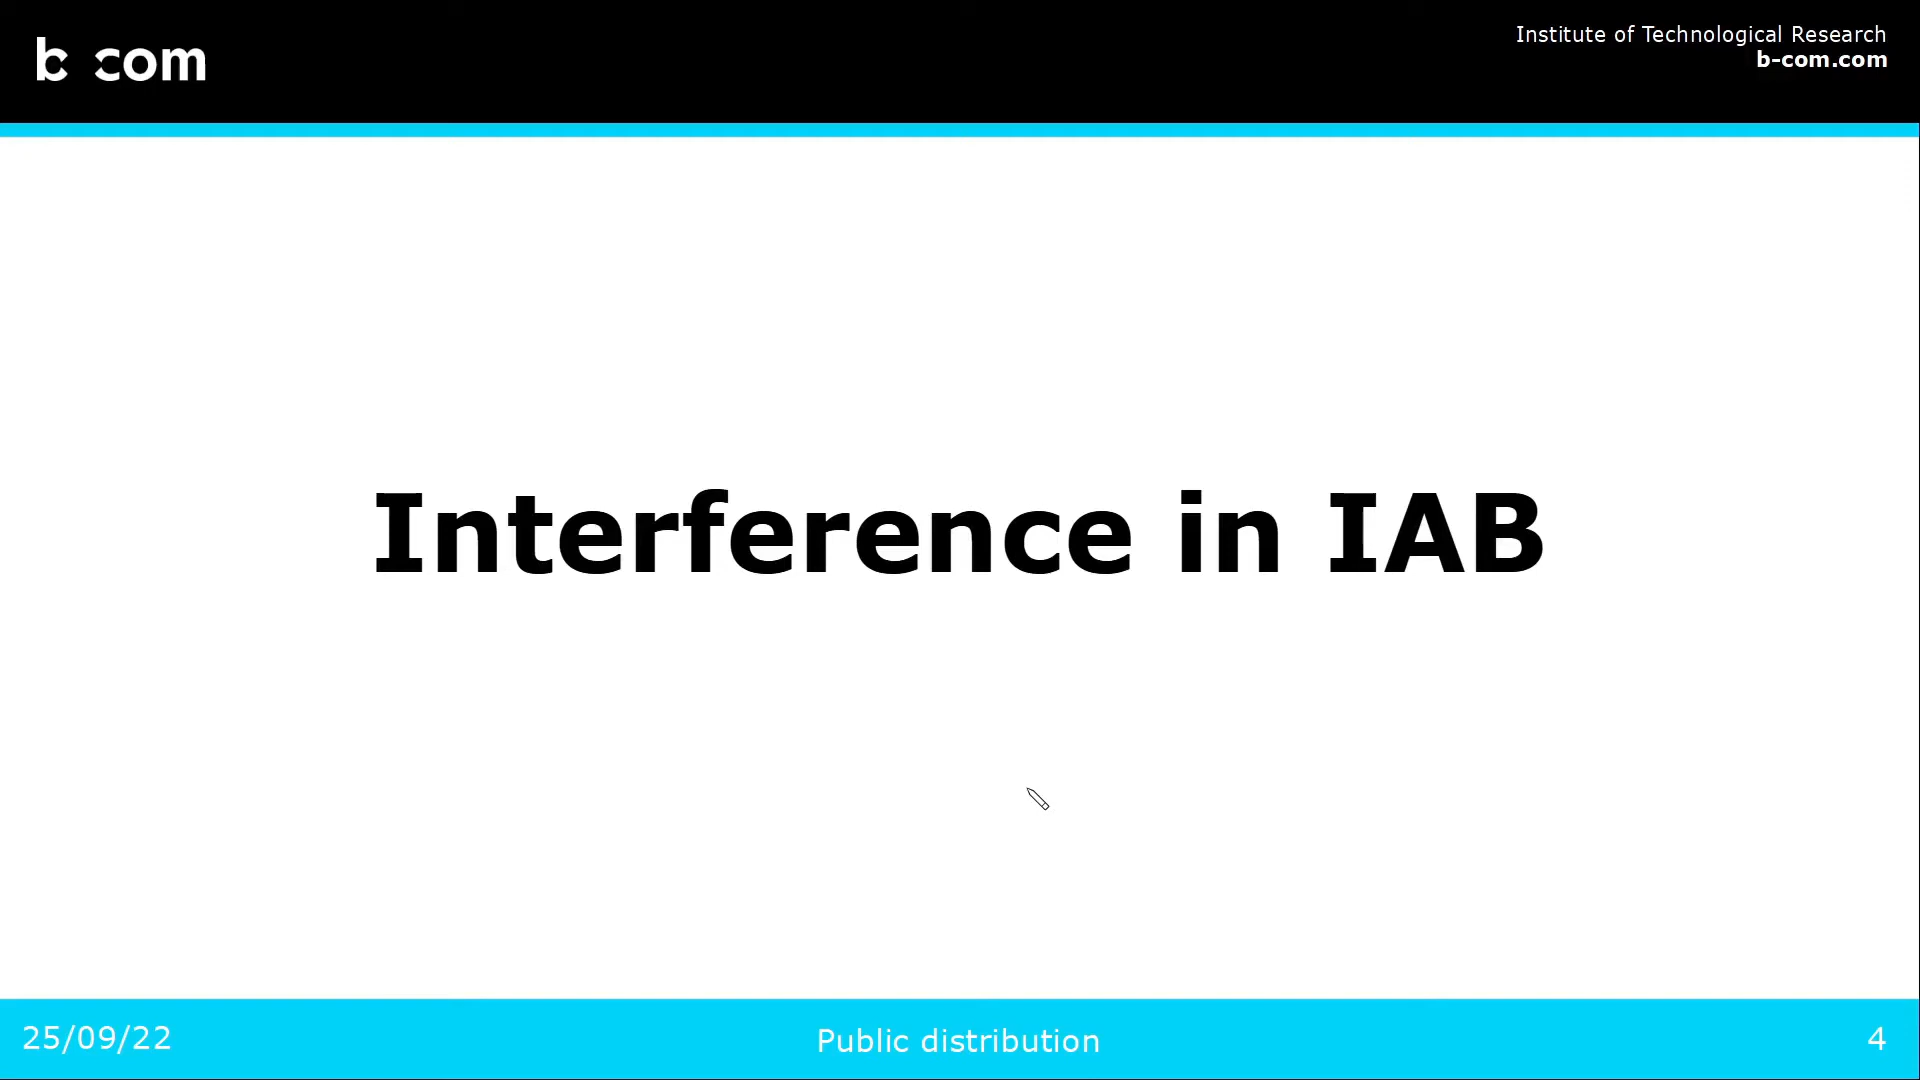 b com
Institute of Technological Research
b-com.com
Interference in IAB
25/09/22
Public distribution
4